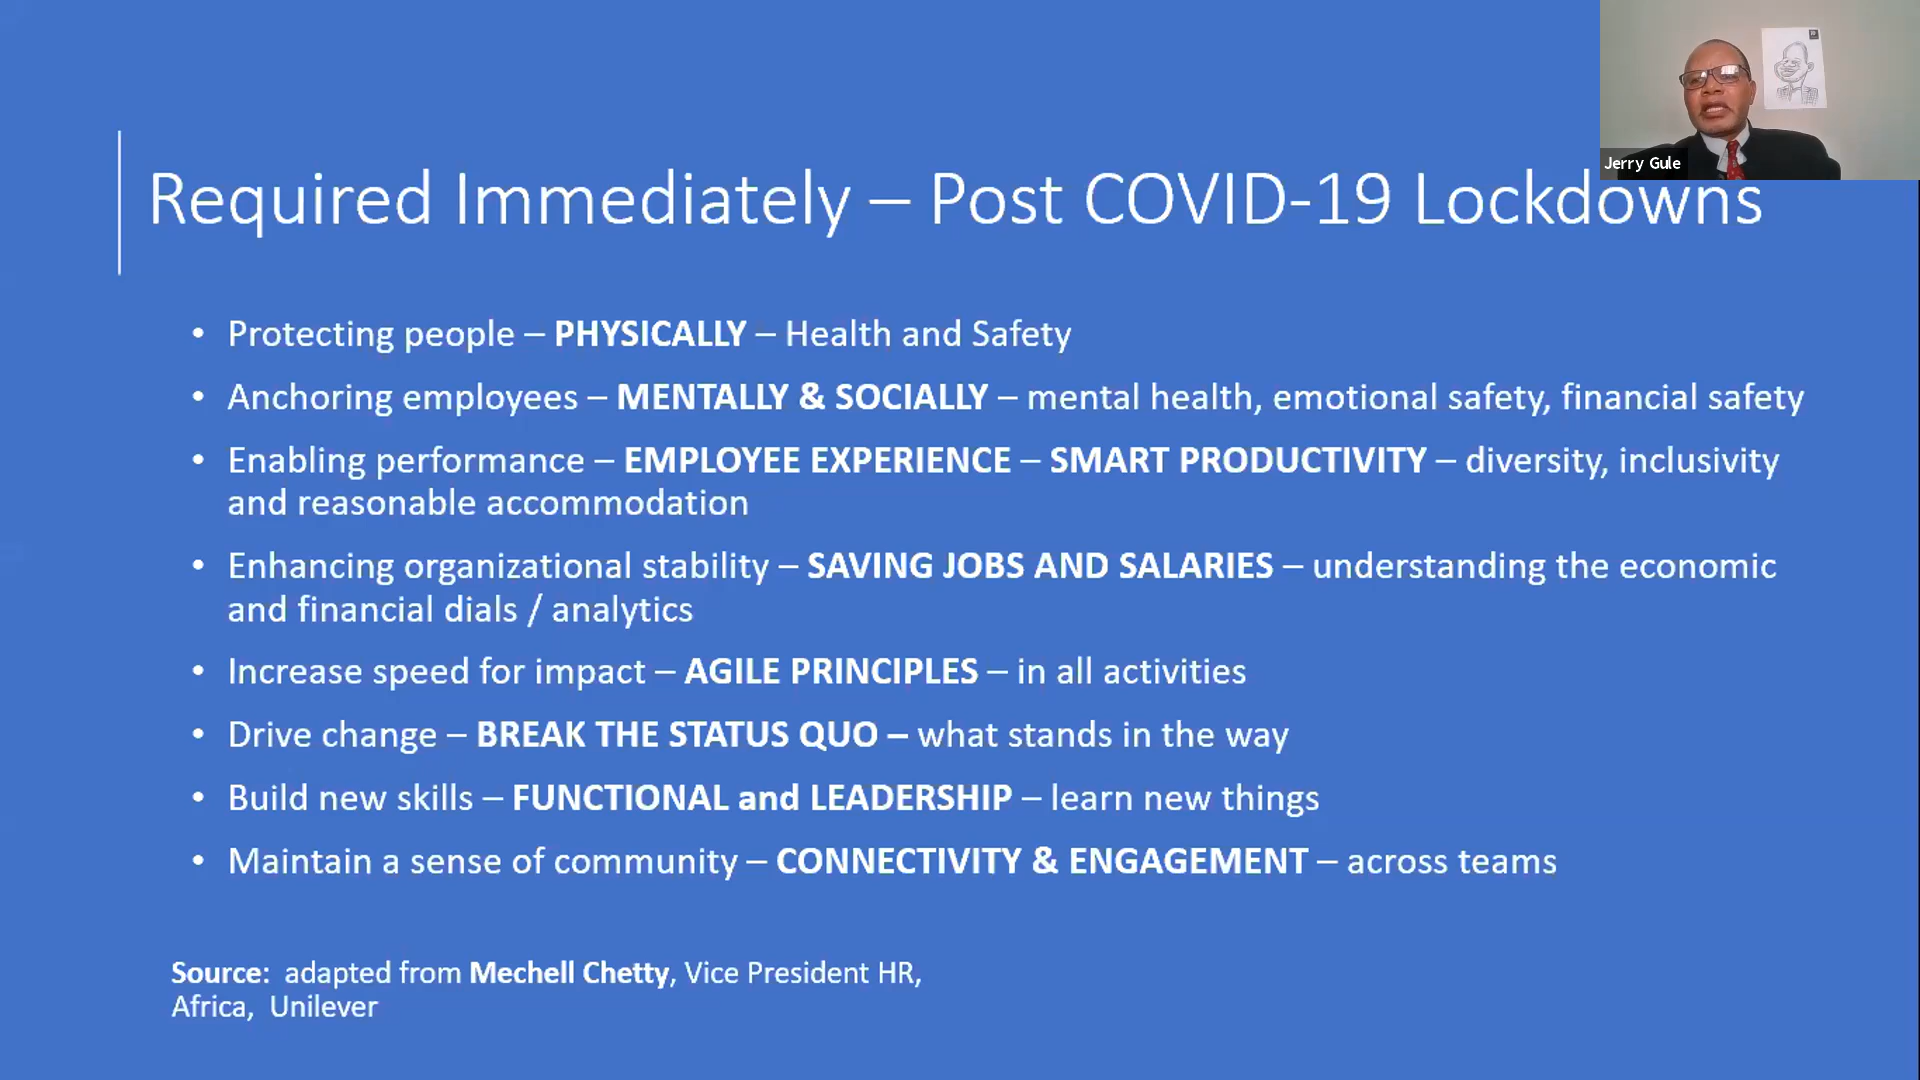 Jerry Gule
Required Immediately – Post COVID-19 Lockdowns
• Protecting people – PHYSICALLY – Health and Safety
• Anchoring employees – MENTALLY & SOCIALLY – mental health, emotional safety, financial safety
• Enabling performance – EMPLOYEE EXPERIENCE – SMART PRODUCTIVITY – diversity, inclusivity
and reasonable accommodation
• Enhancing organizational stability – SAVING JOBS AND SALARIES – understanding the economic
and financial dials / analytics
• Increase speed for impact – AGILE PRINCIPLES – in all activities
• Drive change – BREAK THE STATUS QUO – what stands in the way
• Build new skills – FUNCTIONAL and LEADERSHIP – learn new things
• Maintain a sense of community – CONNECTIVITY & ENGAGEMENT – across teams
Source: adapted from Mechell Chetty, Vice President HR,
Africa, Unilever